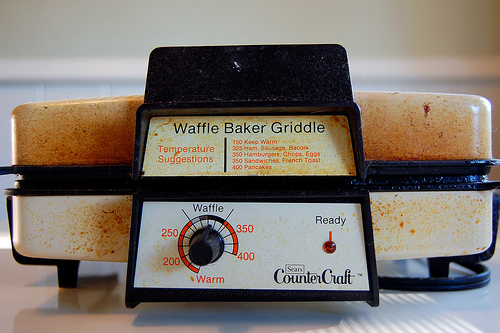 Waffle Baker Griddle
Temperature
Suggestions
150 Keep Warm
325 Ham, Sausage, Bacon
350 Hamburgers, Chops, Eggs
350 Sandwiches, French Toast
400 Pancakes
Waffle
250
350
200
400
Warm
Ready
Sears
CounterCraft ™